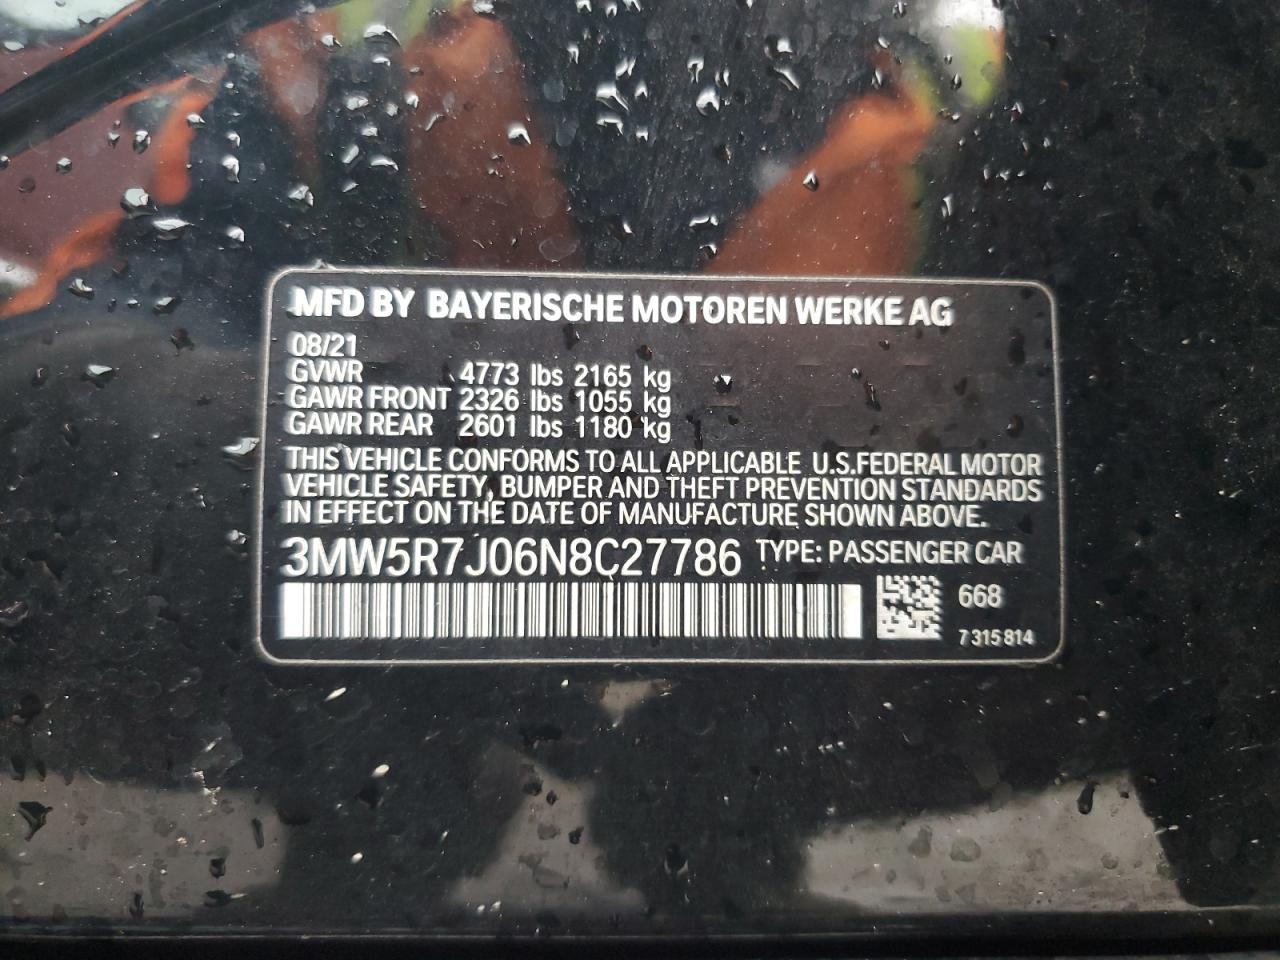 MFD BY BAYERISCHE MOTOREN WERKE AG
08/21
GVWR 4773 lbs 2165 kg
GAWR FRONT 2326 lbs 1055 kg
GAWR REAR 2601 lbs 1180 kg
THIS VEHICLE CONFORMS TO ALL APPLICABLE U.S.FEDERAL MOTOR
VEHICLE SAFETY, BUMPER AND THEFT PREVENTION STANDARDS
IN EFFECT ON THE DATE OF MANUFACTURE SHOWN ABOVE.
3MW5R7J06N8C27786 TYPE: PASSENGER CAR
668
7 315 814